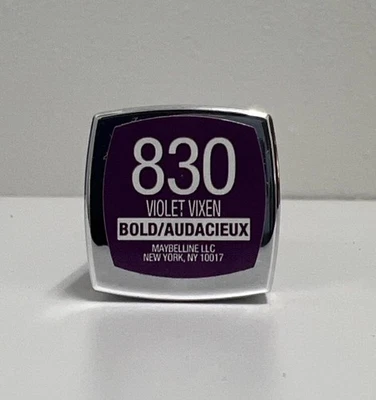 830
VIOLET VIXEN
BOLD/AUDACIEUX
MAYBELLINE LLC
NEW YORK, NY 10017